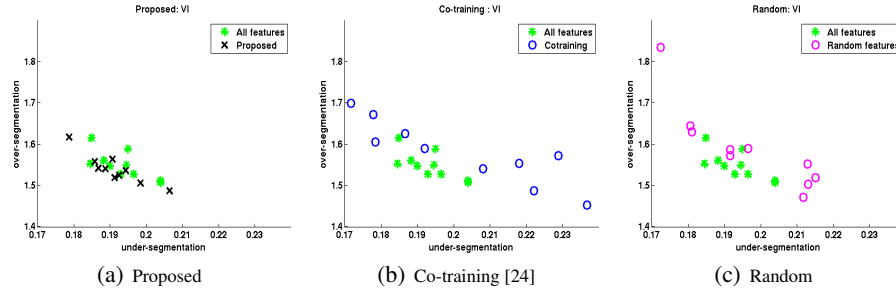 Proposed: VI
All features
Proposed
over-segmentation
1.8
1.7
1.6
1.5
1.4
0.17 0.18 0.19 0.2 0.21 0.22 0.23
under-segmentation
(a) Proposed
Co-training : VI
All features
Cotraining
over-segmentation
1.8
1.7
1.6
1.5
1.4
0.17 0.18 0.19 0.2 0.21 0.22 0.23
under-segmentation
(b) Co-training [24]
Random: VI
All features
Random features
over-segmentation
1.8
1.7
1.6
1.5
1.4
0.17 0.18 0.19 0.2 0.21 0.22 0.23
under-segmentation
(c) Random